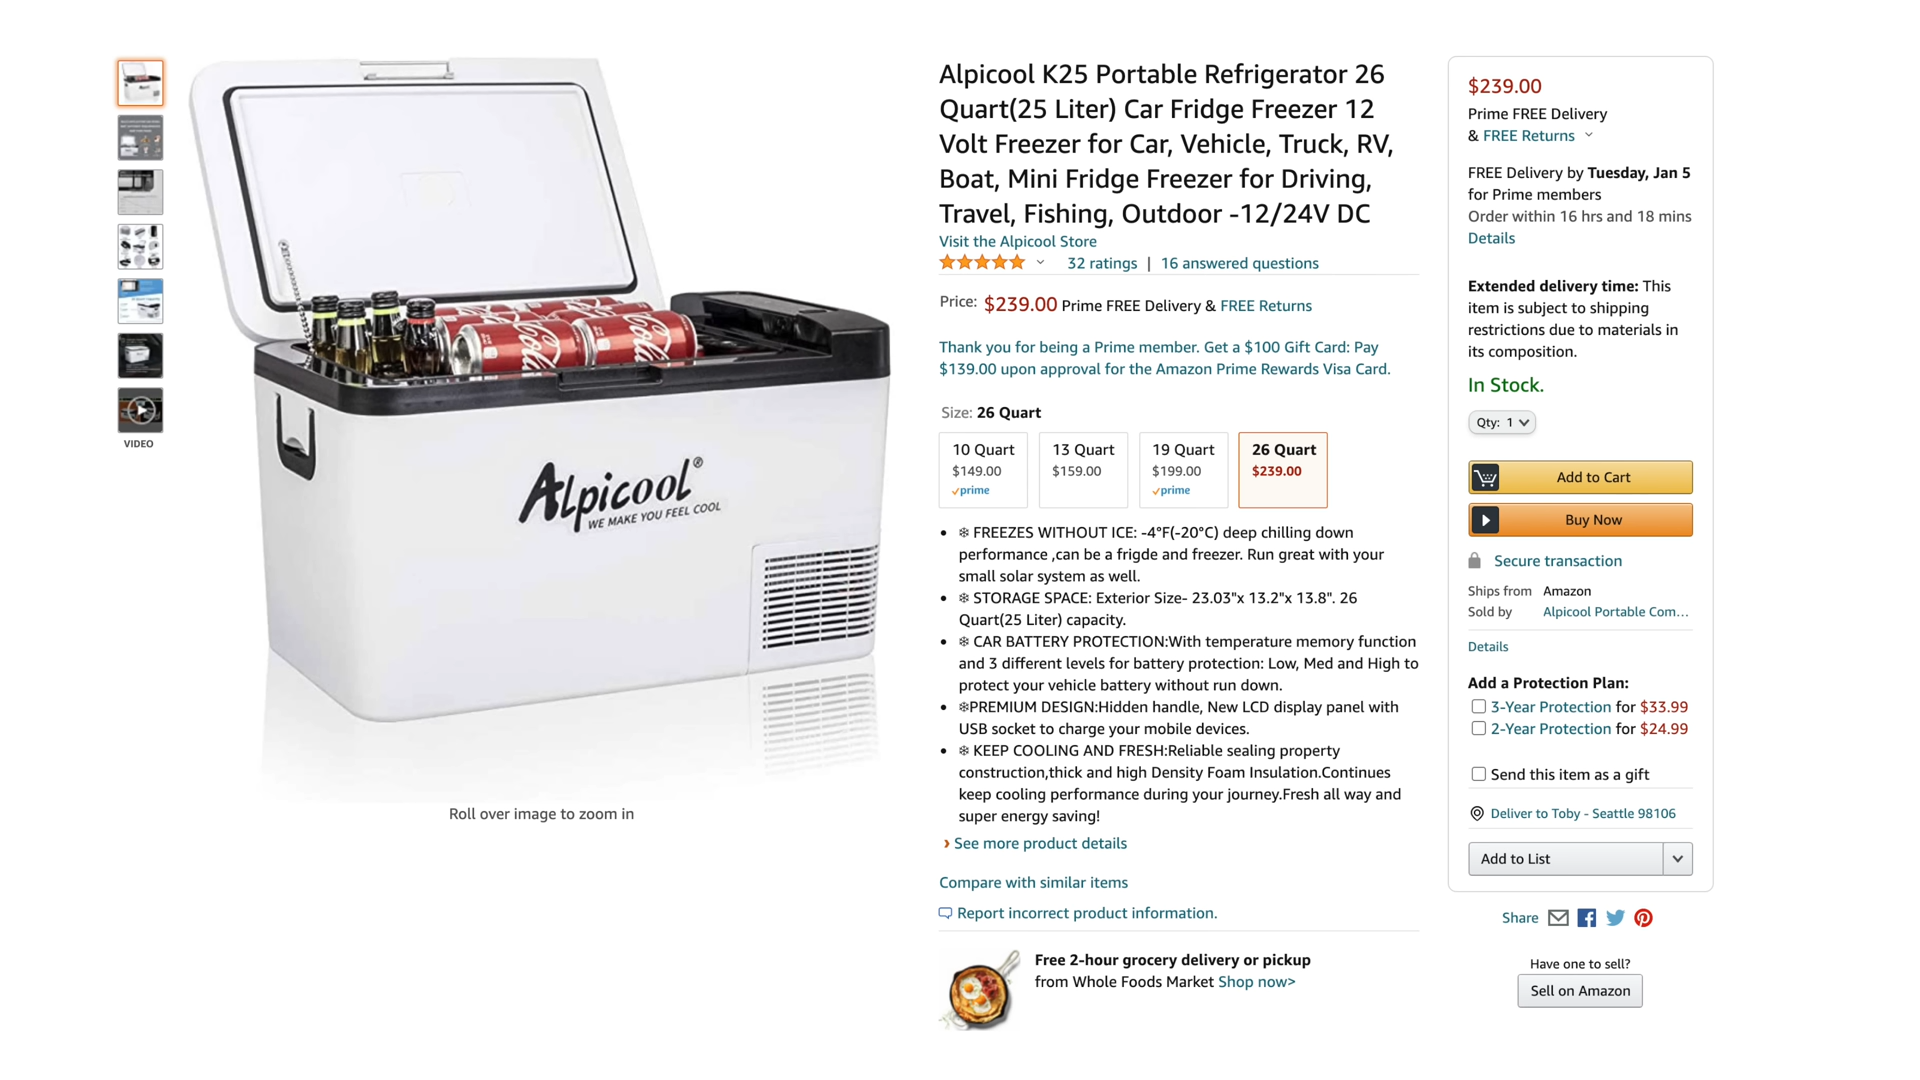 Alpicool®
WE MAKE YOU FEEL COOL
VIDEO
Roll over image to zoom in
Alpicool K25 Portable Refrigerator 26
Quart(25 Liter) Car Fridge Freezer 12
Volt Freezer for Car, Vehicle, Truck, RV,
Boat, Mini Fridge Freezer for Driving,
Travel, Fishing, Outdoor -12/24V DC
Visit the Alpicool Store
32 ratings | 16 answered questions
Price: $239.00 Prime FREE Delivery & FREE Returns
Thank you for being a Prime member. Get a $100 Gift Card: Pay
$139.00 upon approval for the Amazon Prime Rewards Visa Card.
Size: 26 Quart
10 Quart
$149.00
prime
13 Quart
$159.00
19 Quart
$199.00
prime
26 Quart
$239.00
• ❄ FREEZES WITHOUT ICE: -4°F(-20°C) deep chilling down
performance ,can be a frigde and freezer. Run great with your
small solar system as well.
• ❄ STORAGE SPACE: Exterior Size- 23.03"x 13.2"x 13.8". 26
Quart(25 Liter) capacity.
• ❄ CAR BATTERY PROTECTION:With temperature memory function
and 3 different levels for battery protection: Low, Med and High to
protect your vehicle battery without run down.
• ❄PREMIUM DESIGN:Hidden handle, New LCD display panel with
USB socket to charge your mobile devices.
• ❄ KEEP COOLING AND FRESH:Reliable sealing property
construction,thick and high Density Foam Insulation.Continues
keep cooling performance during your journey.Fresh all way and
super energy saving!
› See more product details
Compare with similar items
Report incorrect product information.
Free 2-hour grocery delivery or pickup
from Whole Foods Market Shop now>
$239.00
Prime FREE Delivery
& FREE Returns
FREE Delivery by Tuesday, Jan 5
for Prime members
Order within 16 hrs and 18 mins
Details
Extended delivery time: This
item is subject to shipping
restrictions due to materials in
its composition.
In Stock.
Qty: 1
Add to Cart
Buy Now
Secure transaction
Ships from Amazon
Sold by Alpicool Portable Com...
Details
Add a Protection Plan:
3-Year Protection for $33.99
2-Year Protection for $24.99
Send this item as a gift
Deliver to Toby - Seattle 98106
Add to List
Share
Have one to sell?
Sell on Amazon